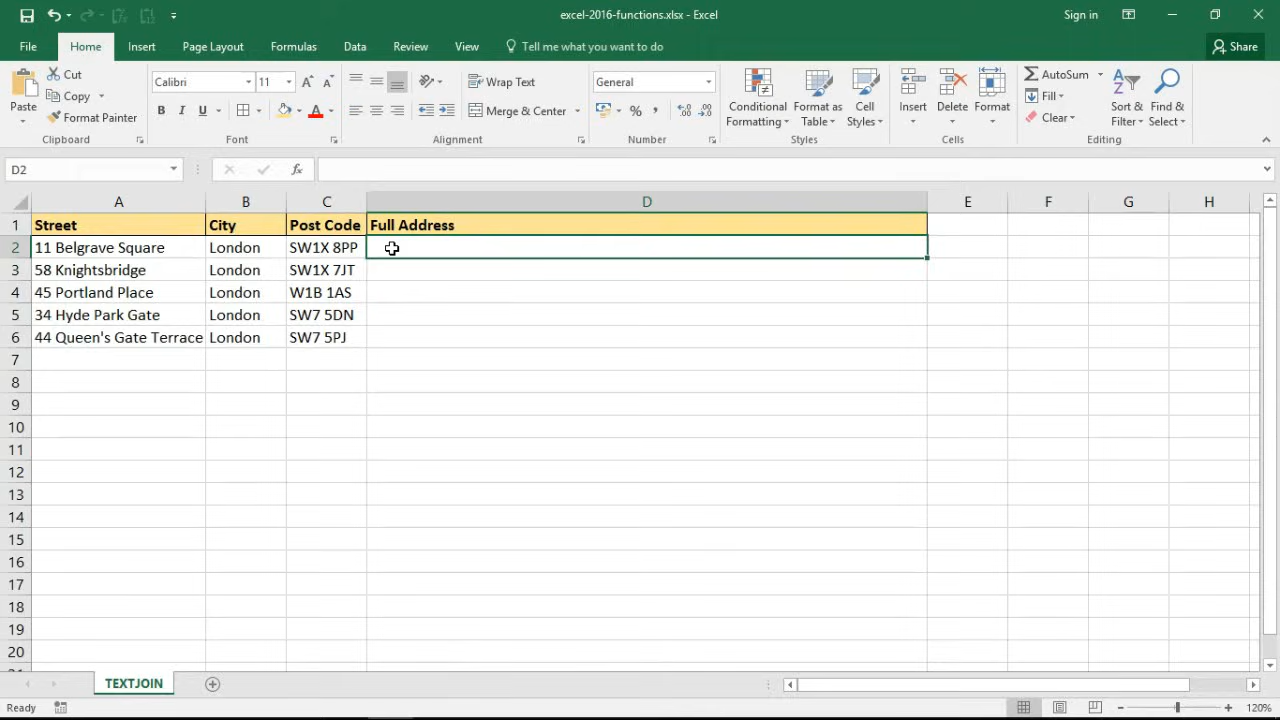 excel-2016-functions.xlsx - Excel
Sign in
File Home Insert Page Layout Formulas Data Review View Tell me what you want to do Share
Paste
Cut
Copy
Format Painter
Clipboard
Calibri 11
B I U
Font
Wrap Text
Merge & Center
Alignment
General
%
Number
Conditional Formatting
Format as Table
Cell Styles
Styles
Insert Delete Format
Cells
AutoSum
Fill
Clear
Sort & Filter
Find & Select
Editing
D2 fx
A B C D E F G H
1 Street City Post Code Full Address
2 11 Belgrave Square London SW1X 8PP
3 58 Knightsbridge London SW1X 7JT
4 45 Portland Place London W1B 1AS
5 34 Hyde Park Gate London SW7 5DN
6 44 Queen's Gate Terrace London SW7 5PJ
7
8
9
10
11
12
13
14
15
16
17
18
19
20
TEXTJOIN
Ready 120%